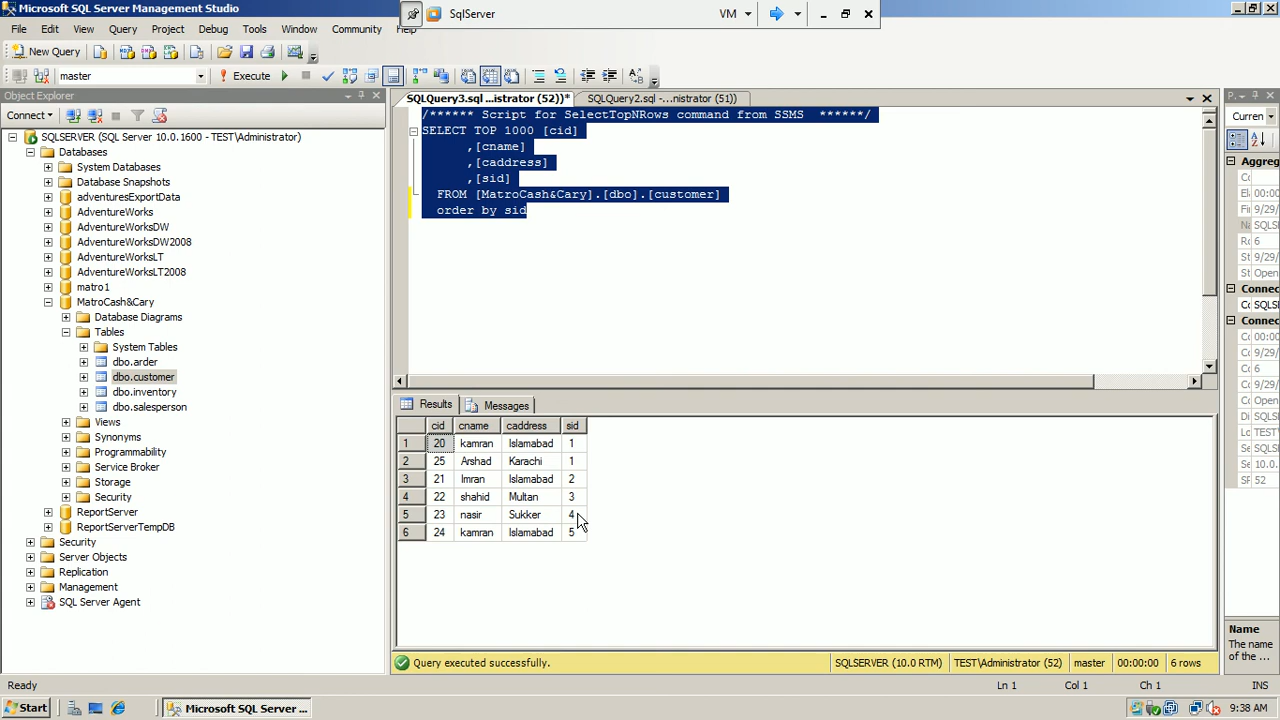 Microsoft SQL Server Management Studio
SqlServer
VM
File Edit View Query Project Debug Tools Window Community Help
New Query
master
Execute
Object Explorer
Connect
SQLSERVER (SQL Server 10.0.1600 - TEST\Administrator)
Databases
System Databases
Database Snapshots
adventuresExportData
AdventureWorks
AdventureWorksDW
AdventureWorksDW2008
AdventureWorksLT
AdventureWorksLT2008
matro1
MatroCash&Cary
Database Diagrams
Tables
System Tables
dbo.arder
dbo.customer
dbo.inventory
dbo.salesperson
Views
Synonyms
Programmability
Service Broker
Storage
Security
ReportServer
ReportServerTempDB
Security
Server Objects
Replication
Management
SQL Server Agent
SQLQuery3.sql ...istrator (52))* SQLQuery2.sql -...nistrator (51))
/****** Script for SelectTopNRows command from SSMS ******/
SELECT TOP 1000 [cid]
,[cname]
,[caddress]
,[sid]
FROM [MatroCash&Cary].[dbo].[customer]
order by sid
Results Messages
cid cname caddress sid
1 20 kamran Islamabad 1
2 25 Arshad Karachi 1
3 21 Imran Islamabad 2
4 22 shahid Multan 3
5 23 nasir Sukker 4
6 24 kamran Islamabad 5
Query executed successfully.
SQLSERVER (10.0 RTM) TEST\Administrator (52) master 00:00:00 6 rows
P..
Curren
Aggreg
Connec
Connec
Name
The name
of the ...
Ready
Ln 1 Col 1 Ch 1 INS
Start
Microsoft SQL Server ...
9:38 AM